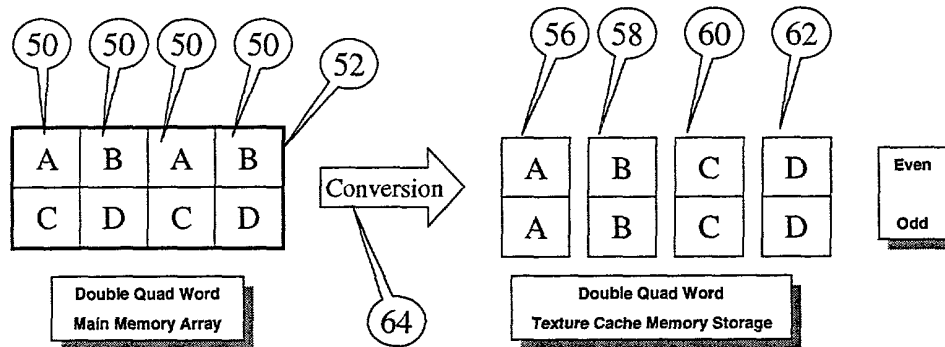 50 50 50 50 52 56 58 60 62
A B A B A B C D Even
Conversion
C D C D A B C D Odd
Double Quad Word Double Quad Word
Main Memory Array 64 Texture Cache Memory Storage